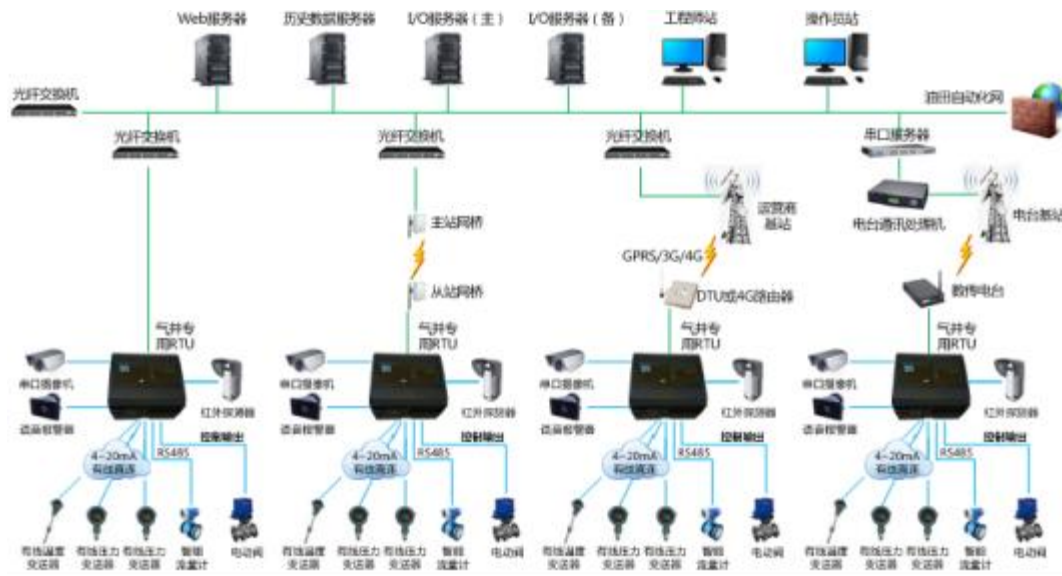 Web服务器
历史数据服务器
I/O服务器（主）
I/O服务器（备）
工程师站
操作员站
光纤交换机
油田自动化网
光纤交换机
光纤交换机
光纤交换机
串口服务器
主站网桥
运营商
基站
电台通讯处理机
电台基站
GPRS/3G/4G
从站网桥
DTU或4G路由器
数传电台
气井专
用RTU
气井专
用RTU
气井专
用RTU
气井专
用RTU
串口摄像机
红外探测器
串口摄像机
红外探测器
串口摄像机
红外探测器
串口摄像机
红外探测器
语音报警器
控制输出
语音报警器
控制输出
语音报警器
控制输出
语音报警器
控制输出
4~20mA
有线直连
RS485
4~20mA
有线直连
RS485
4~20mA
有线直连
RS485
4~20mA
有线直连
RS485
有线温度
变送器
有线压力
变送器
有线压力
变送器
智能
流量计
电动阀
有线温度
变送器
有线压力
变送器
有线压力
变送器
智能
流量计
电动阀
有线温度
变送器
有线压力
变送器
有线压力
变送器
智能
流量计
电动阀
有线温度
变送器
有线压力
变送器
有线压力
变送器
智能
流量计
电动阀